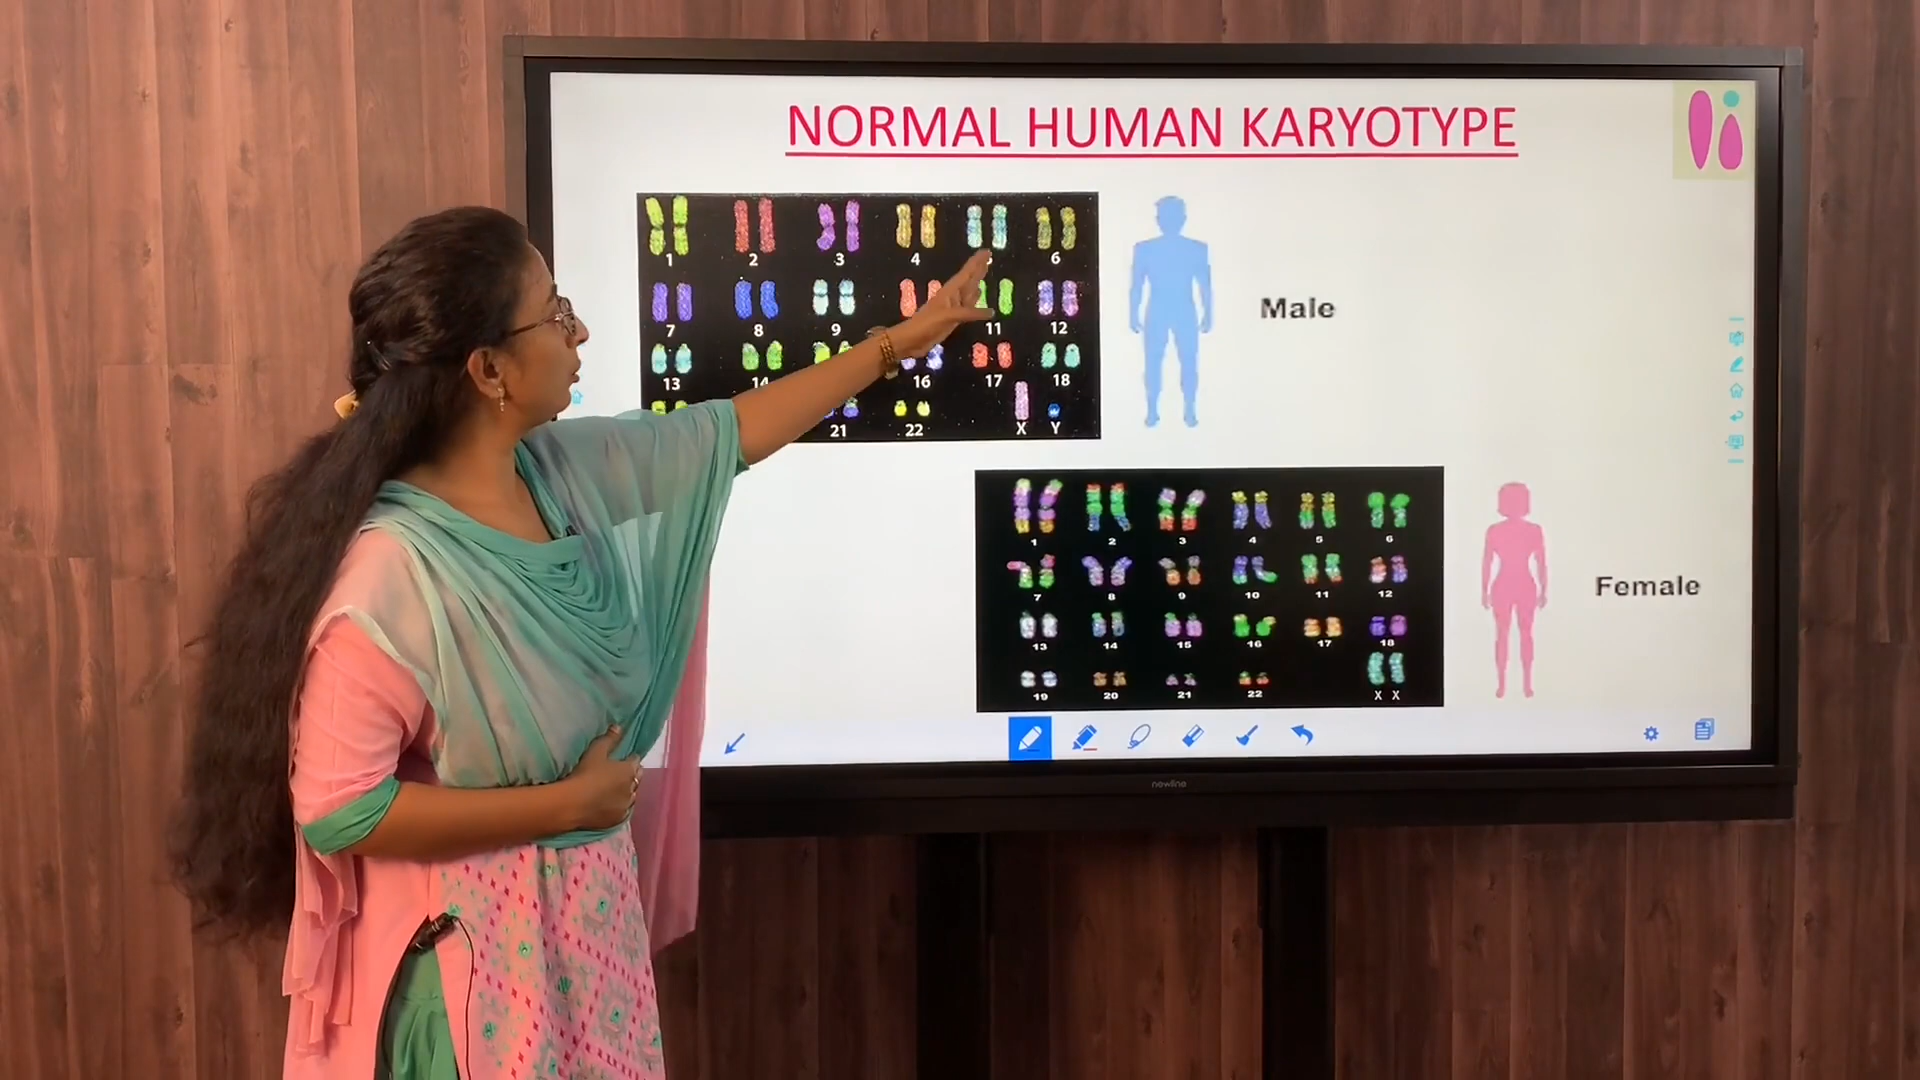 NORMAL HUMAN KARYOTYPE
1 2 3 4 5 6
7 8 9 11 12
13 14 16 17 18
21 22 X Y
Male
1 2 3 4 5 6
7 8 9 10 11 12
13 14 15 16 17 18
19 20 21 22 X X
Female
newline